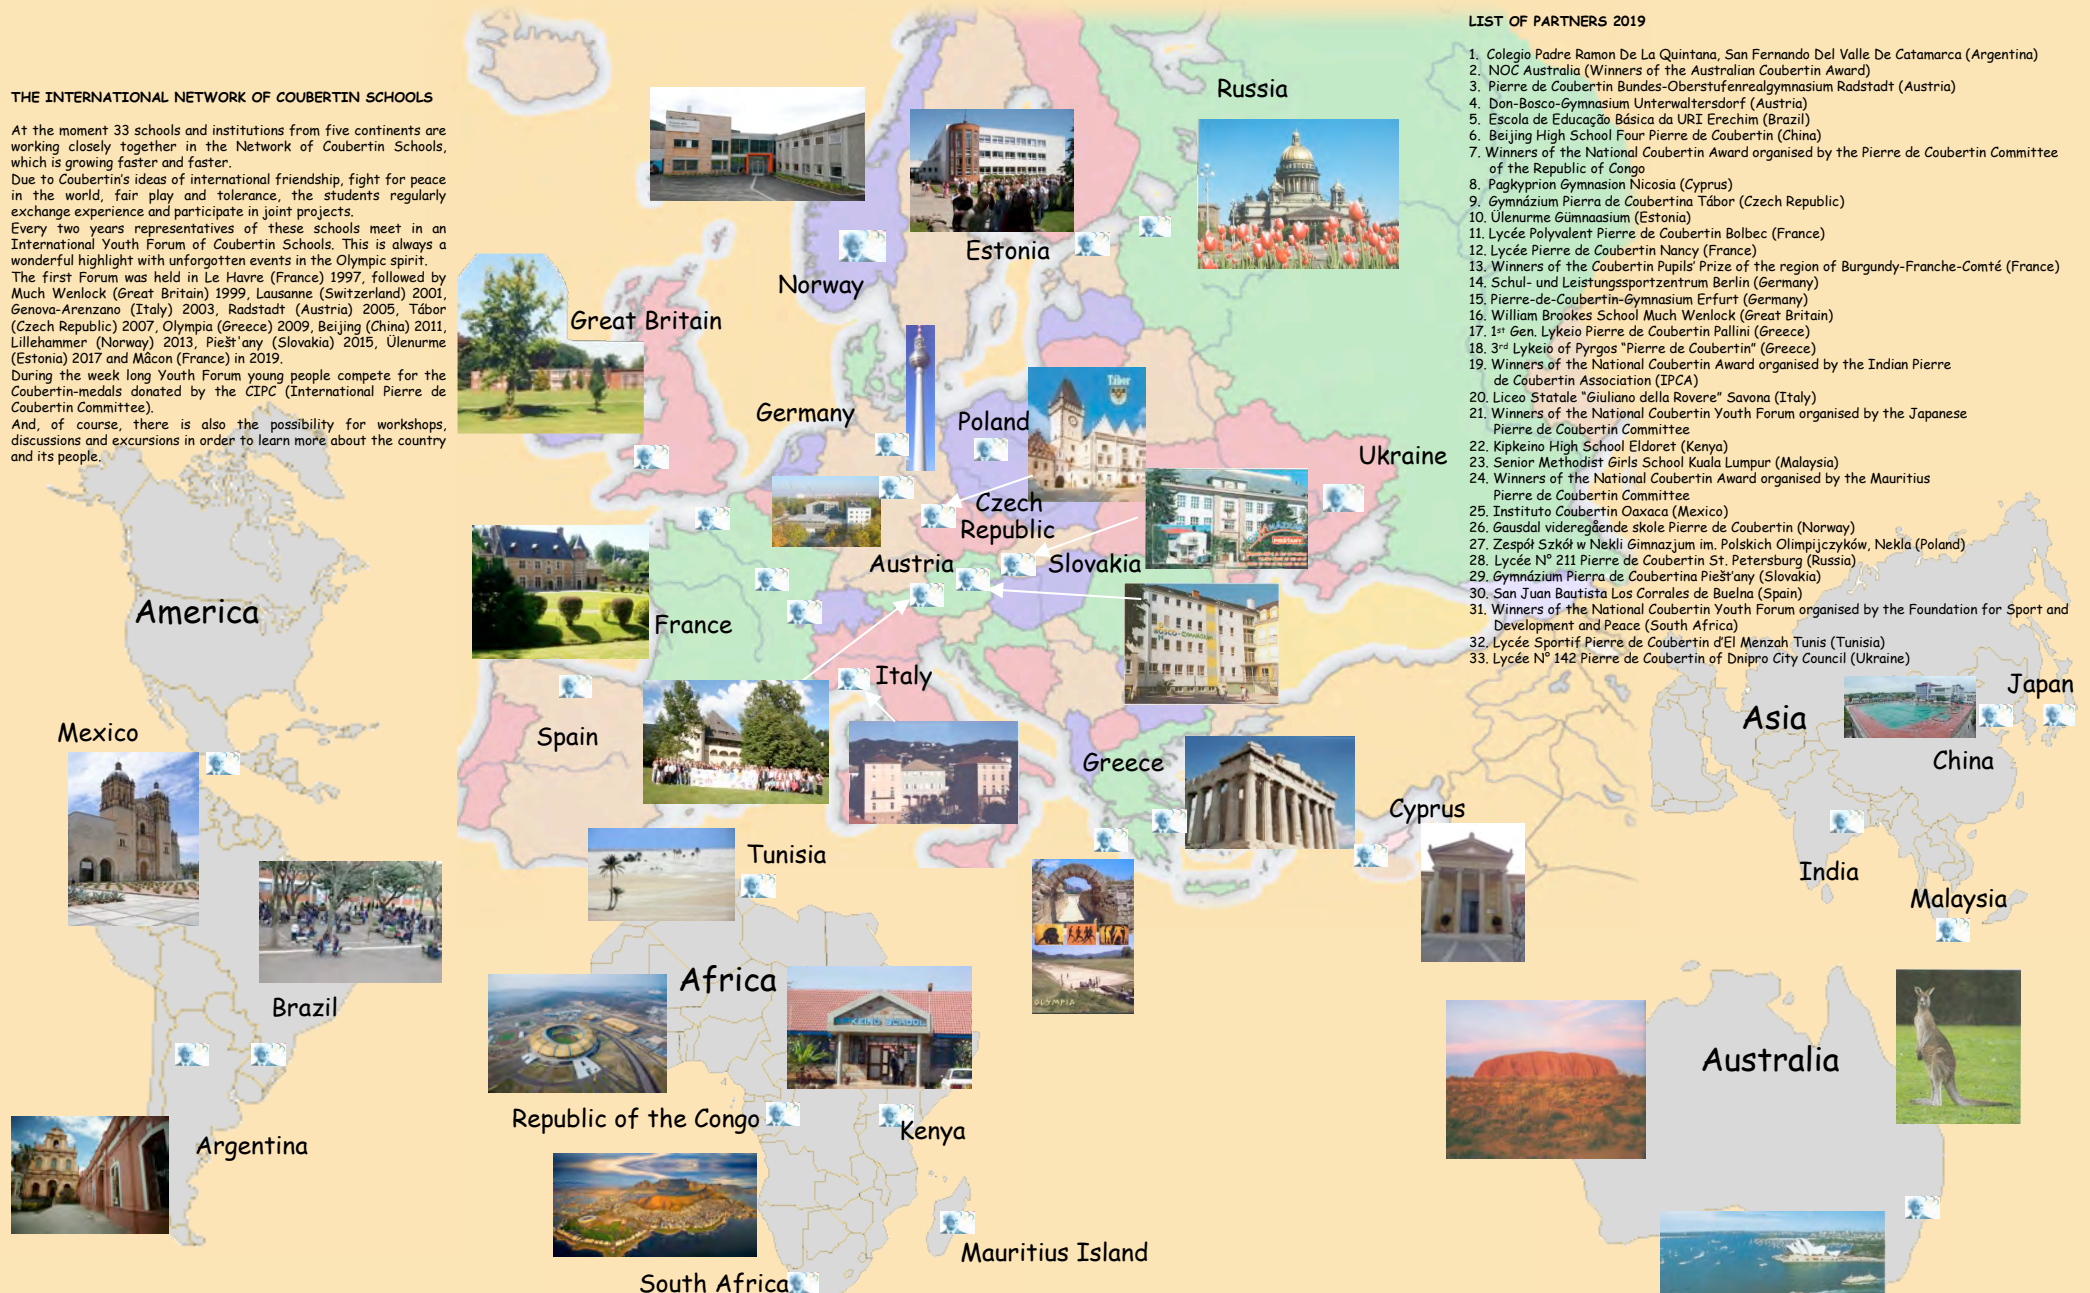 THE INTERNATIONAL NETWORK OF COUBERTIN SCHOOLS
At the moment 33 schools and institutions from five continents are
working closely together in the Network of Coubertin Schools,
which is growing faster and faster.
Due to Coubertin's ideas of international friendship, fight for peace
in the world, fair play and tolerance, the students regularly
exchange experience and participate in joint projects.
Every two years representatives of these schools meet in an
International Youth Forum of Coubertin Schools. This is always a
wonderful highlight with unforgotten events in the Olympic spirit.
The first Forum was held in Le Havre (France) 1997, followed by
Much Wenlock (Great Britain) 1999, Lausanne (Switzerland) 2001,
Genova-Arenzano (Italy) 2003, Radstadt (Austria) 2005, Tábor
(Czech Republic) 2007, Olympia (Greece) 2009, Beijing (China) 2011,
Lillehammer (Norway) 2013, Piešt'any (Slovakia) 2015, Ülenurme
(Estonia) 2017 and Mâcon (France) in 2019.
During the week long Youth Forum young people compete for the
Coubertin-medals donated by the CIPC (International Pierre de
Coubertin Committee).
And, of course, there is also the possibility for workshops,
discussions and excursions in order to learn more about the country
and its people.
LIST OF PARTNERS 2019
1. Colegio Padre Ramon De La Quintana, San Fernando Del Valle De Catamarca (Argentina)
2. NOC Australia (Winners of the Australian Coubertin Award)
3. Pierre de Coubertin Bundes-Oberstufenrealgymnasium Radstadt (Austria)
4. Don-Bosco-Gymnasium Unterwaltersdorf (Austria)
5. Escola de Educação Básica da URI Erechim (Brazil)
6. Beijing High School Four Pierre de Coubertin (China)
7. Winners of the National Coubertin Award organised by the Pierre de Coubertin Committee
of the Republic of Congo
8. Pagkyprion Gymnasion Nicosia (Cyprus)
9. Gymnázium Pierra de Coubertina Tábor (Czech Republic)
10. Ülenurme Gümnaasium (Estonia)
11. Lycée Polyvalent Pierre de Coubertin Bolbec (France)
12. Lycée Pierre de Coubertin Nancy (France)
13. Winners of the Coubertin Pupils' Prize of the region of Burgundy-Franche-Comté (France)
14. Schul- und Leistungssportzentrum Berlin (Germany)
15. Pierre-de-Coubertin-Gymnasium Erfurt (Germany)
16. William Brookes School Much Wenlock (Great Britain)
17. 1st Gen. Lykeio Pierre de Coubertin Pallini (Greece)
18. 3rd Lykeio of Pyrgos "Pierre de Coubertin" (Greece)
19. Winners of the National Coubertin Award organised by the Indian Pierre
de Coubertin Association (IPCA)
20. Liceo Statale "Giuliano della Rovere" Savona (Italy)
21. Winners of the National Coubertin Youth Forum organised by the Japanese
Pierre de Coubertin Committee
22. Kipkeino High School Eldoret (Kenya)
23. Senior Methodist Girls School Kuala Lumpur (Malaysia)
24. Winners of the National Coubertin Award organised by the Mauritius
Pierre de Coubertin Committee
25. Instituto Coubertin Oaxaca (Mexico)
26. Gausdal videregående skole Pierre de Coubertin (Norway)
27. Zespół Szkół w Nekli Gimnazjum im. Polskich Olimpijczyków, Nekla (Poland)
28. Lycée N° 211 Pierre de Coubertin St. Petersburg (Russia)
29. Gymnázium Pierra de Coubertina Piešt'any (Slovakia)
30. San Juan Bautista Los Corrales de Buelna (Spain)
31. Winners of the National Coubertin Youth Forum organised by the Foundation for Sport and
Development and Peace (South Africa)
32. Lycée Sportif Pierre de Coubertin d'El Menzah Tunis (Tunisia)
33. Lycée N° 142 Pierre de Coubertin of Dnipro City Council (Ukraine)
Russia
Estonia
Norway
Great Britain
Tábor
Germany
Poland
Ukraine
Czech
Republic
Austria
Slovakia
BOSCO-GYMNASIUM
America
France
Italy
Japan
Asia
Mexico
Spain
Greece
China
Cyprus
Tunisia
India
Malaysia
Africa
OLYMPIA
Brazil
KIPKEINO SCHOOL
Australia
Republic of the Congo
Kenya
Argentina
Mauritius Island
South Africa